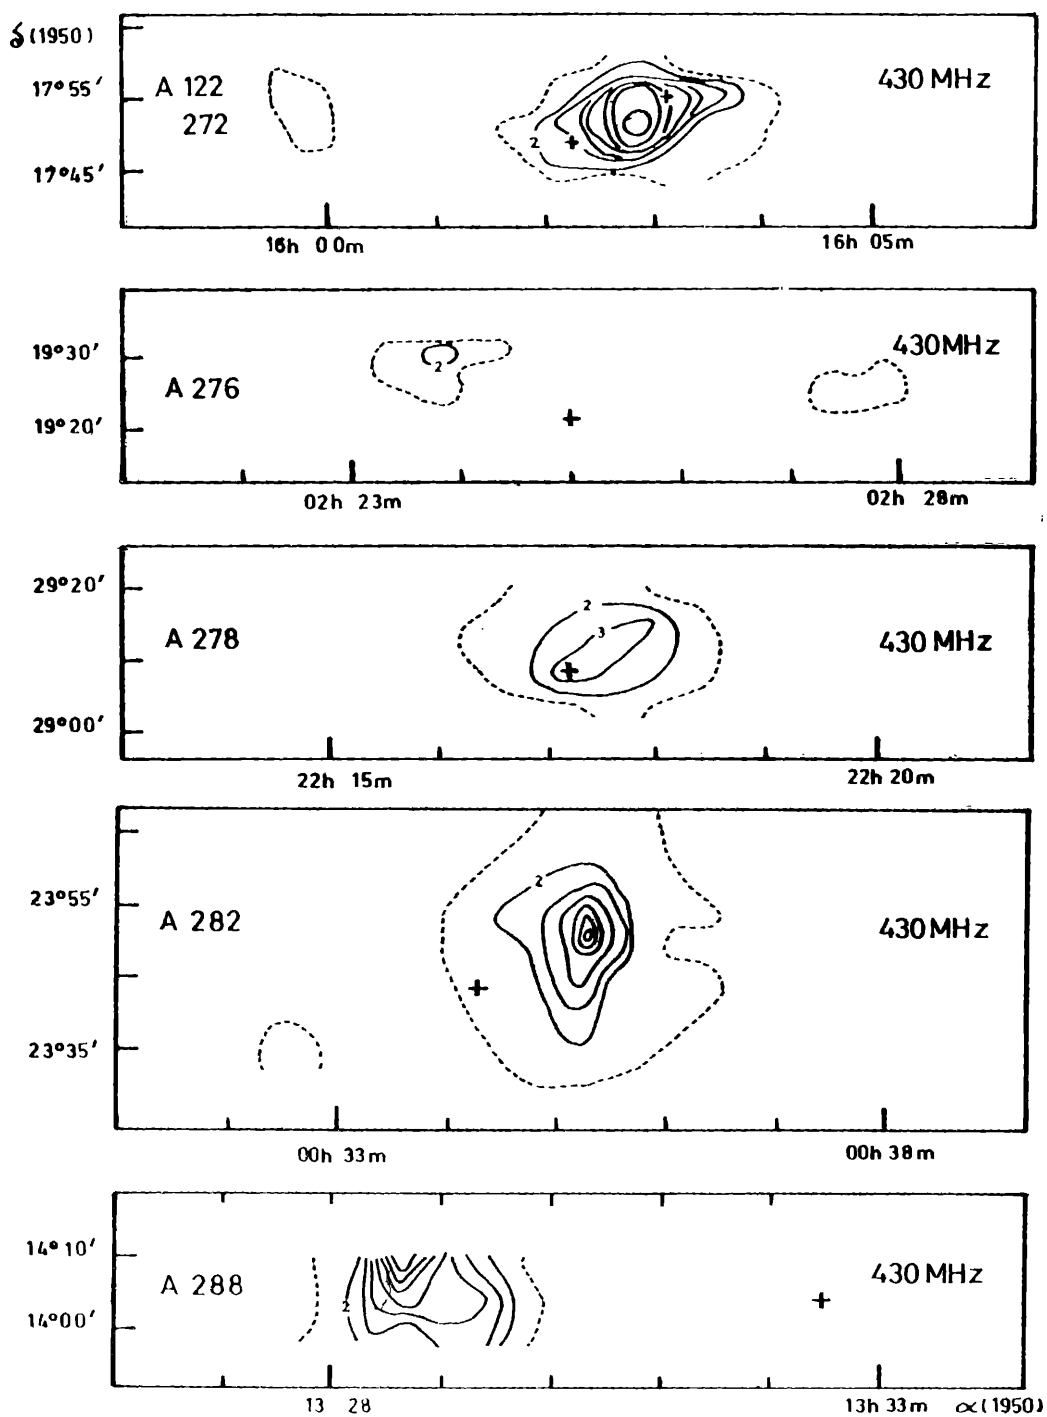 δ(1950)
17°55′
A 122
272
430 MHz
2
17°45′
16h 00m
16h 05m
19°30′
430MHz
2
A 276
19°20′
02h 23m
02h 28m
29°20′
2
3
A 278
430 MHz
29°00′
22h 15m
22h 20m
2
23°55′
A 282
430MHz
23°35′
00h 33m
00h 38m
14°10′
A 288
430 MHz
2
14°00′
13 28
13h 33m α(1950)